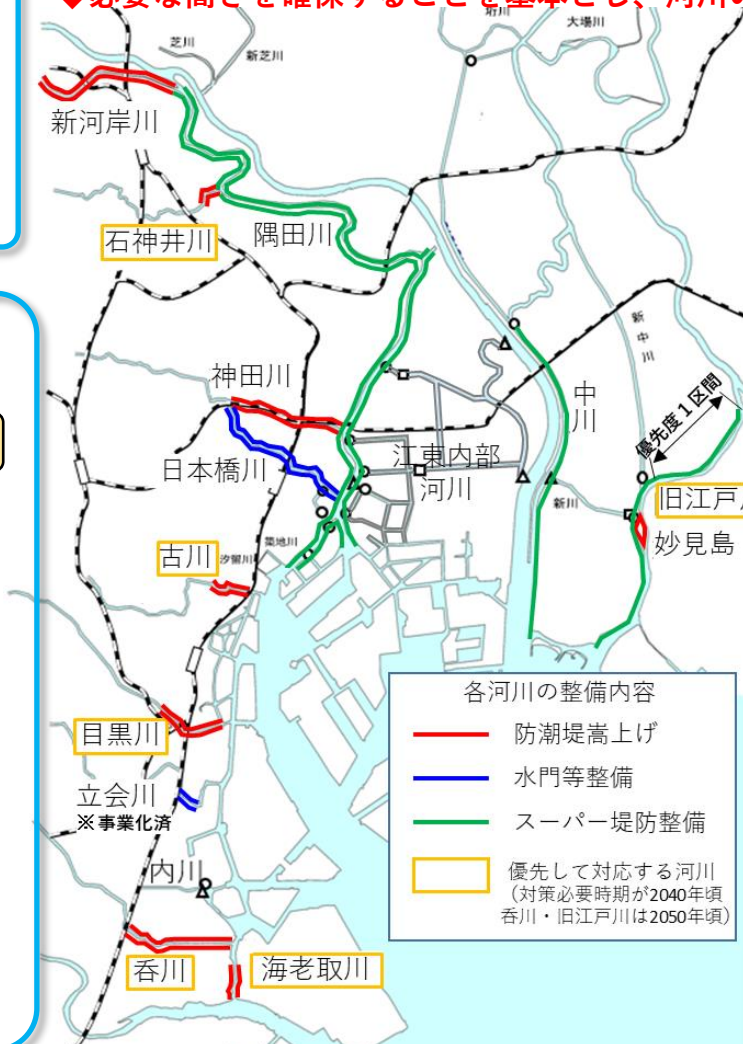 ◆必要な高さを確保することを基本とし、河川の
芝川
新芝川
大場川
新河岸川
石神井川
隅田川
新中川
神田川
中川
優先度1区間
日本橋川
江東内部
河川
新川
旧江戸川
妙見島
築地川
古川
汐留川
各河川の整備内容
防潮堤嵩上げ
水門等整備
スーパー堤防整備
優先して対応する河川
（対策必要時期が2040年頃
呑川・旧江戸川は2050年頃）
目黒川
立会川
※事業化済
内川
呑川
海老取川